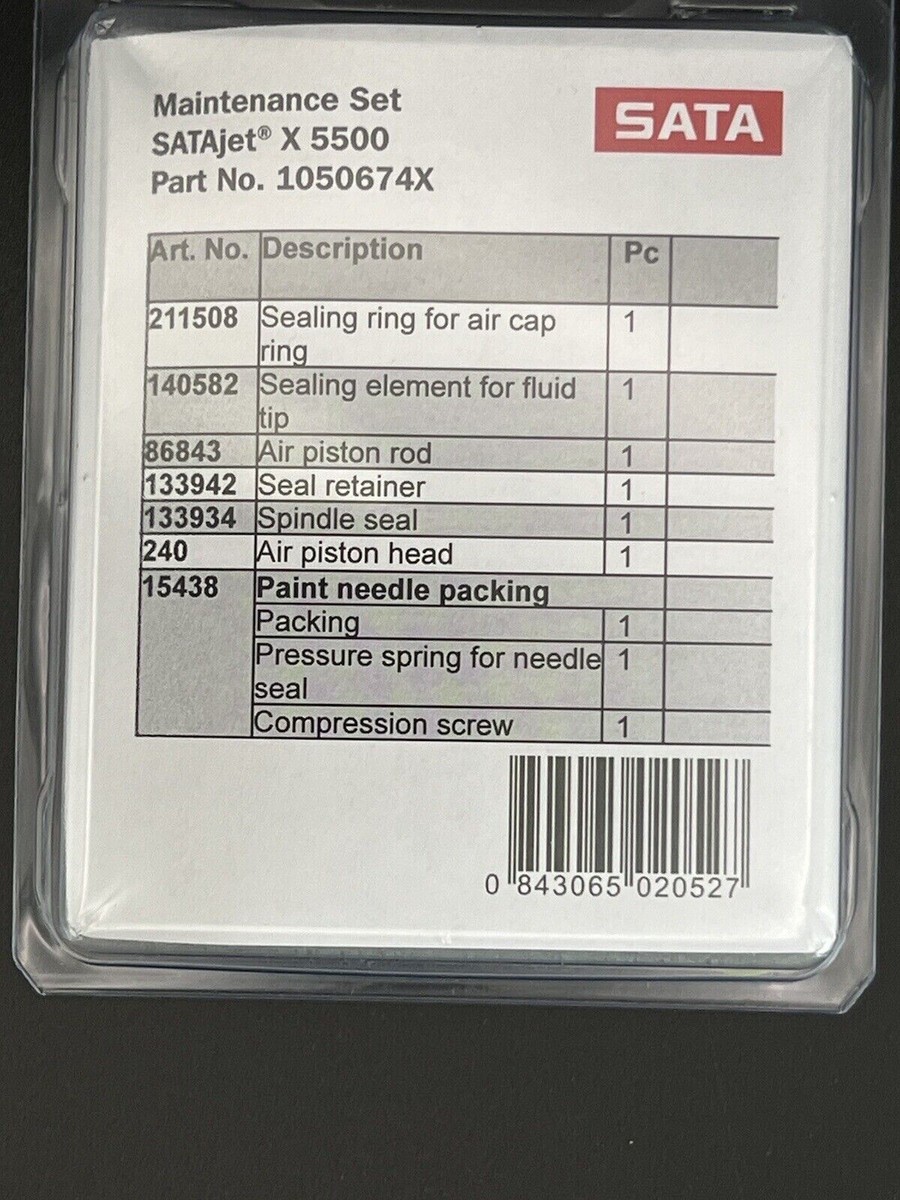 Maintenance Set
SATAjet® X 5500
Part No. 1050674X
SATA
Art. No. Description Pc
211508 Sealing ring for air cap 1
ring
140582 Sealing element for fluid 1
tip
86843 Air piston rod 1
133942 Seal retainer 1
133934 Spindle seal 1
240 Air piston head 1
15438 Paint needle packing
Packing 1
Pressure spring for needle 1
seal
Compression screw 1
0 843065 020527